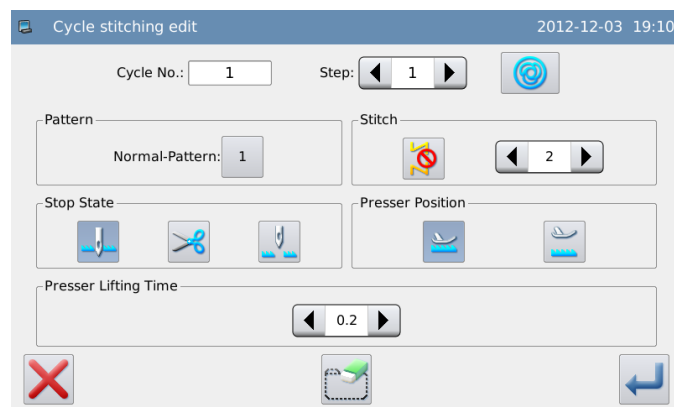 Cycle stitching edit 2012-12-03 19:10
Cycle No.: 1 Step: 1
Pattern Stitch
Normal-Pattern: 1 2
Stop State Presser Position
Presser Lifting Time
0.2